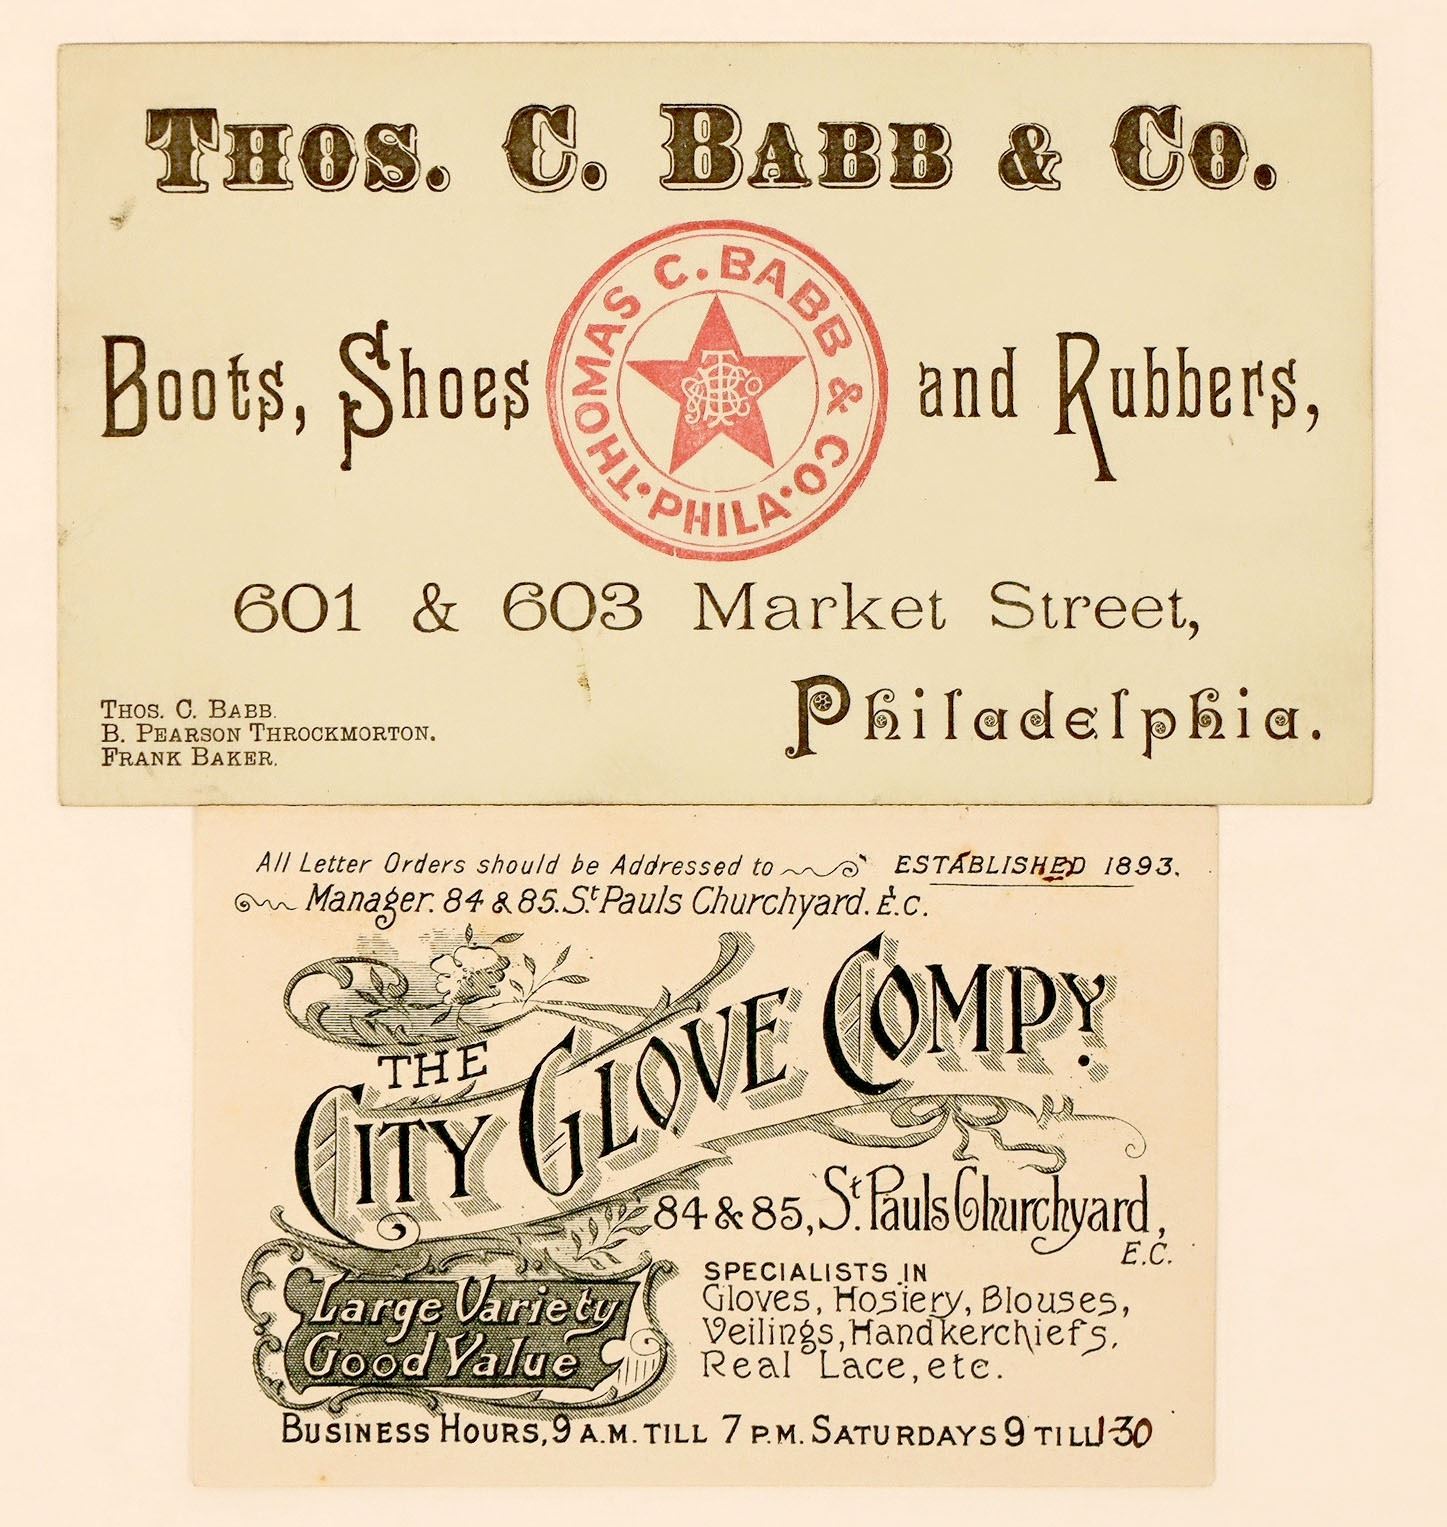 THOS. C. BABB & CO.
THOMAS C. BABB & CO.
PHILA.
Boots, Shoes and Rubbers,
601 & 603 Market Street,
Philadelphia.
THOS. C. BABB.
B. PEARSON THROCKMORTON.
FRANK BAKER.
All Letter Orders should be Addressed to ESTABLISHED 1893.
Manager. 84 & 85. St. Pauls Churchyard. E.C.
THE
CITY GLOVE COMPY.
84 & 85, St. Pauls Churchyard,
E.C.
Large Variety
Good Value
SPECIALISTS IN
Gloves, Hosiery, Blouses,
Veilings, Handkerchiefs,
Real Lace, etc.
BUSINESS HOURS, 9 A.M. TILL 7 P.M. SATURDAYS 9 TILL 1-30